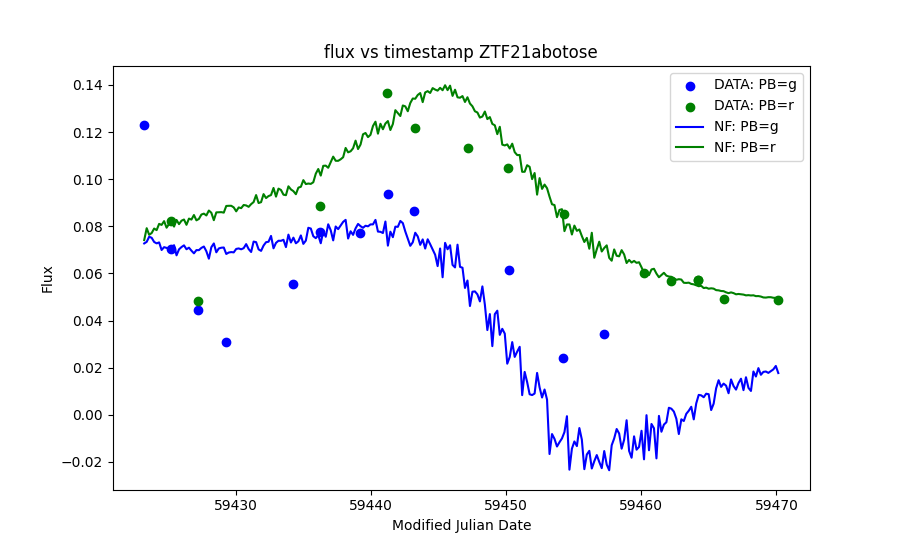 flux vs timestamp ZTF21abotose
DATA: PB=g
DATA: PB=r
NF: PB=g
NF: PB=r
0.14
0.12
0.10
0.08
0.06
0.04
0.02
0.00
−0.02
Flux
59430
59440
59450
59460
59470
Modified Julian Date